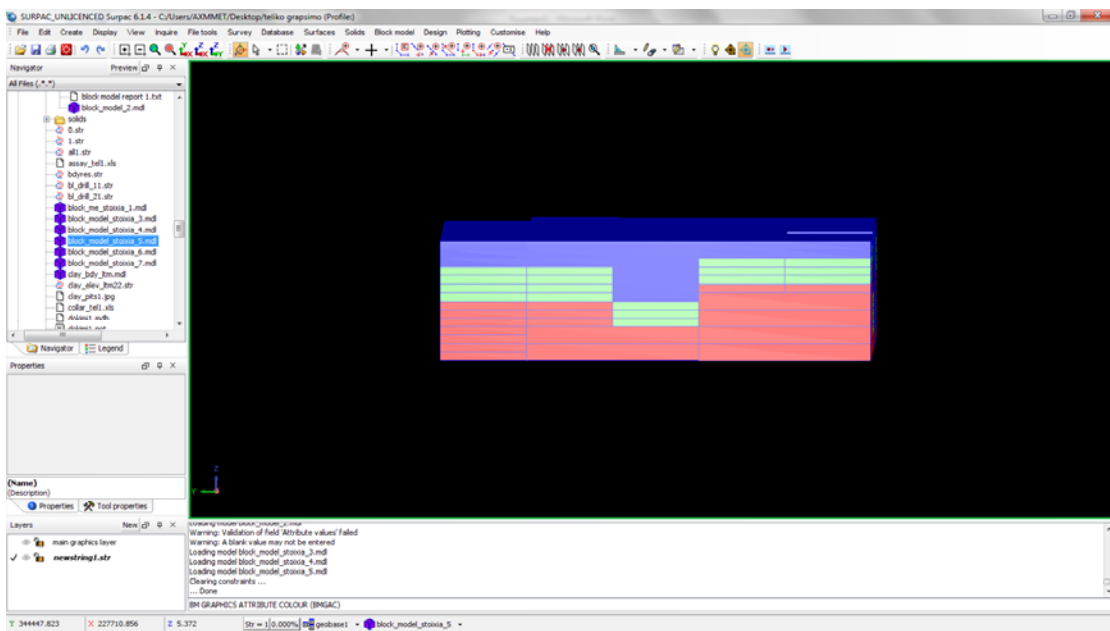 SURPAC_UNLICENCED Surpac 6.1.4 - C:/Users/AXMMET/Desktop/teliko grapsimo (Profile:)
File Edit Create Display View Inquire File tools Survey Database Surfaces Solids Block model Design Plotting Customise Help
Navigator Preview
All Files (*.*)
block model report 1.txt
block_model_2.mdl
solids
0.str
1.str
all1.str
assay_tel1.xls
bdyres.str
bl_drill_11.str
bl_drill_21.str
block_me_stoixia_1.mdl
block_model_stoixia_3.mdl
block_model_stoixia_4.mdl
block_model_stoixia_5.mdl
block_model_stoixia_6.mdl
block_model_stoixia_7.mdl
clay_bdy_ltm.mdl
clay_elev_ltm22.str
clay_pits1.jpg
collar_tel1.xls
Navigator Legend
Properties
(Name)
(Description)
Properties Tool properties
Z
Y
Layers New
main graphics layer
newstring1.str
Loading model block_model_2.mdl
Warning: Validation of field 'Attribute values' failed
Warning: A blank value may not be entered
Loading model block_model_stoixia_3.mdl
Loading model block_model_stoixia_4.mdl
Loading model block_model_stoixia_5.mdl
Clearing constraints ...
... Done
BM GRAPHICS ATTRIBUTE COLOUR (BMGAC)
Y 344447.823 X 227710.856 Z 5.372 Str = 1 0.000% geobase1 block_model_stoixia_5